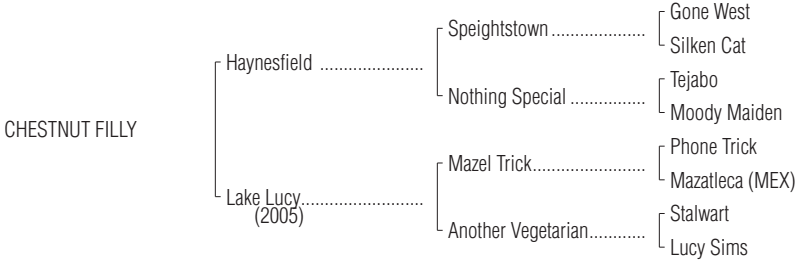 Gone West
Speightstown ....................
Silken Cat
Haynesfield ......................
Tejabo
Nothing Special ................
Moody Maiden
CHESTNUT FILLY
Phone Trick
Mazel Trick........................
Mazatleca (MEX)
Lake Lucy..........................
(2005)
Stalwart
Another Vegetarian............
Lucy Sims